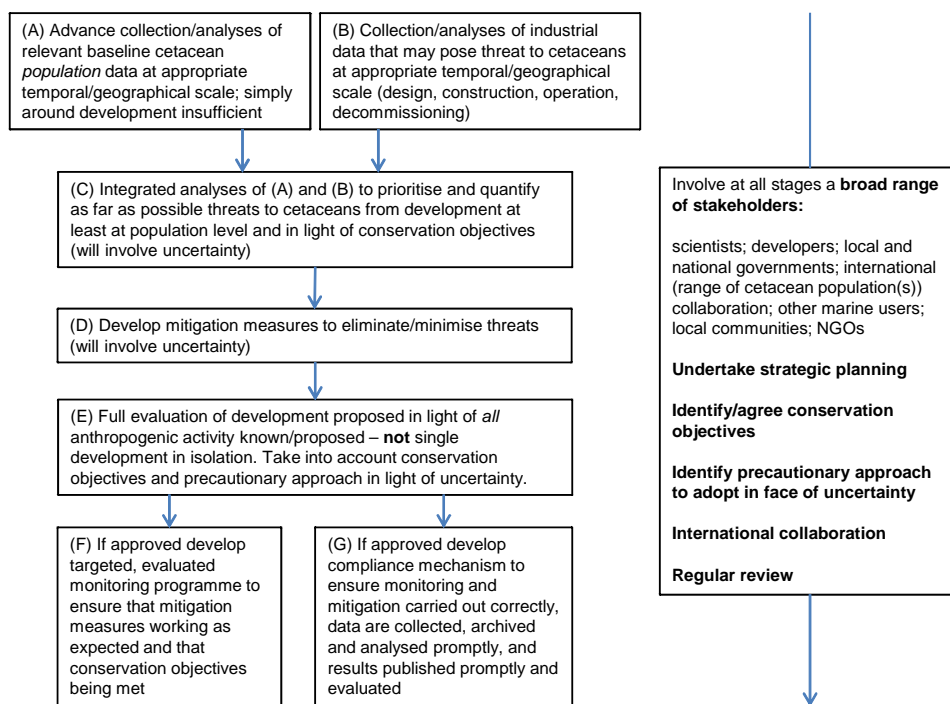 (A) Advance collection/analyses of
relevant baseline cetacean
population data at appropriate
temporal/geographical scale; simply
around development insufficient
(B) Collection/analyses of industrial
data that may pose threat to cetaceans
at appropriate temporal/geographical
scale (design, construction, operation,
decommissioning)
(C) Integrated analyses of (A) and (B) to prioritise and quantify
as far as possible threats to cetaceans from development at
least at population level and in light of conservation objectives
(will involve uncertainty)
(D) Develop mitigation measures to eliminate/minimise threats
(will involve uncertainty)
(E) Full evaluation of development proposed in light of all
anthropogenic activity known/proposed – not single
development in isolation. Take into account conservation
objectives and precautionary approach in light of uncertainty.
(F) If approved develop
targeted, evaluated
monitoring programme to
ensure that mitigation
measures working as
expected and that
conservation objectives
being met
(G) If approved develop
compliance mechanism to
ensure monitoring and
mitigation carried out correctly,
data are collected, archived
and analysed promptly, and
results published promptly and
evaluated
Involve at all stages a broad range
of stakeholders:
scientists; developers; local and
national governments; international
(range of cetacean population(s))
collaboration; other marine users;
local communities; NGOs
Undertake strategic planning
Identify/agree conservation
objectives
Identify precautionary approach
to adopt in face of uncertainty
International collaboration
Regular review